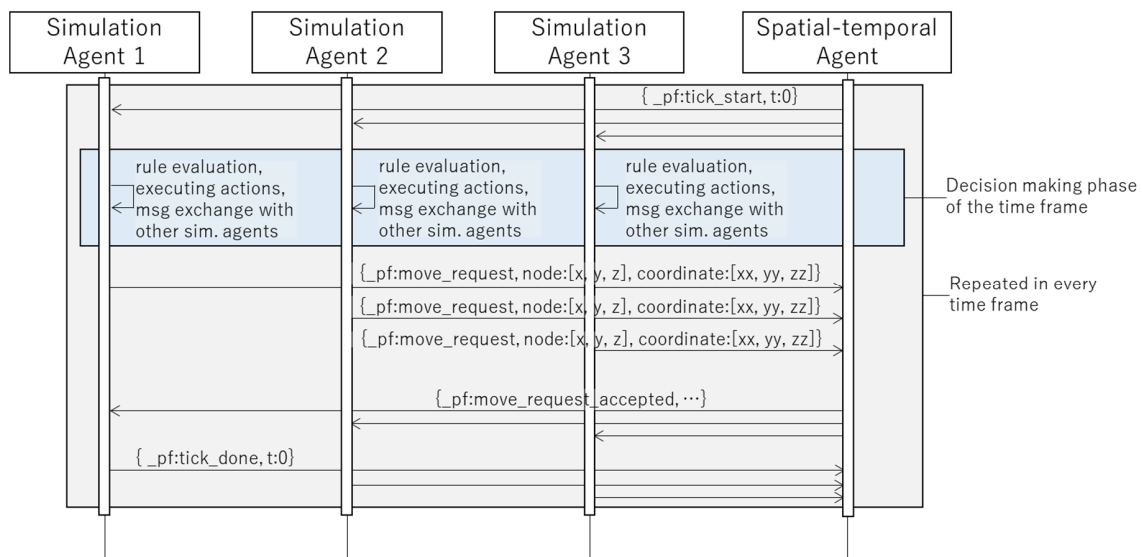 Simulation
Agent 1
Simulation
Agent 2
Simulation
Agent 3
Spatial-temporal
Agent
{ _pf:tick_start, t:0}
rule evaluation,
executing actions,
msg exchange with
other sim. agents
rule evaluation,
executing actions,
msg exchange with
other sim. agents
rule evaluation,
executing actions,
msg exchange with
other sim. agents
Decision making phase
of the time frame
{_pf:move_request, node:[x, y, z], coordinate:[xx, yy, zz]}
{_pf:move_request, node:[x, y, z], coordinate:[xx, yy, zz]}
{_pf:move_request, node:[x, y, z], coordinate:[xx, yy, zz]}
Repeated in every
time frame
{_pf:move_request_accepted, …}
{ _pf:tick_done, t:0}